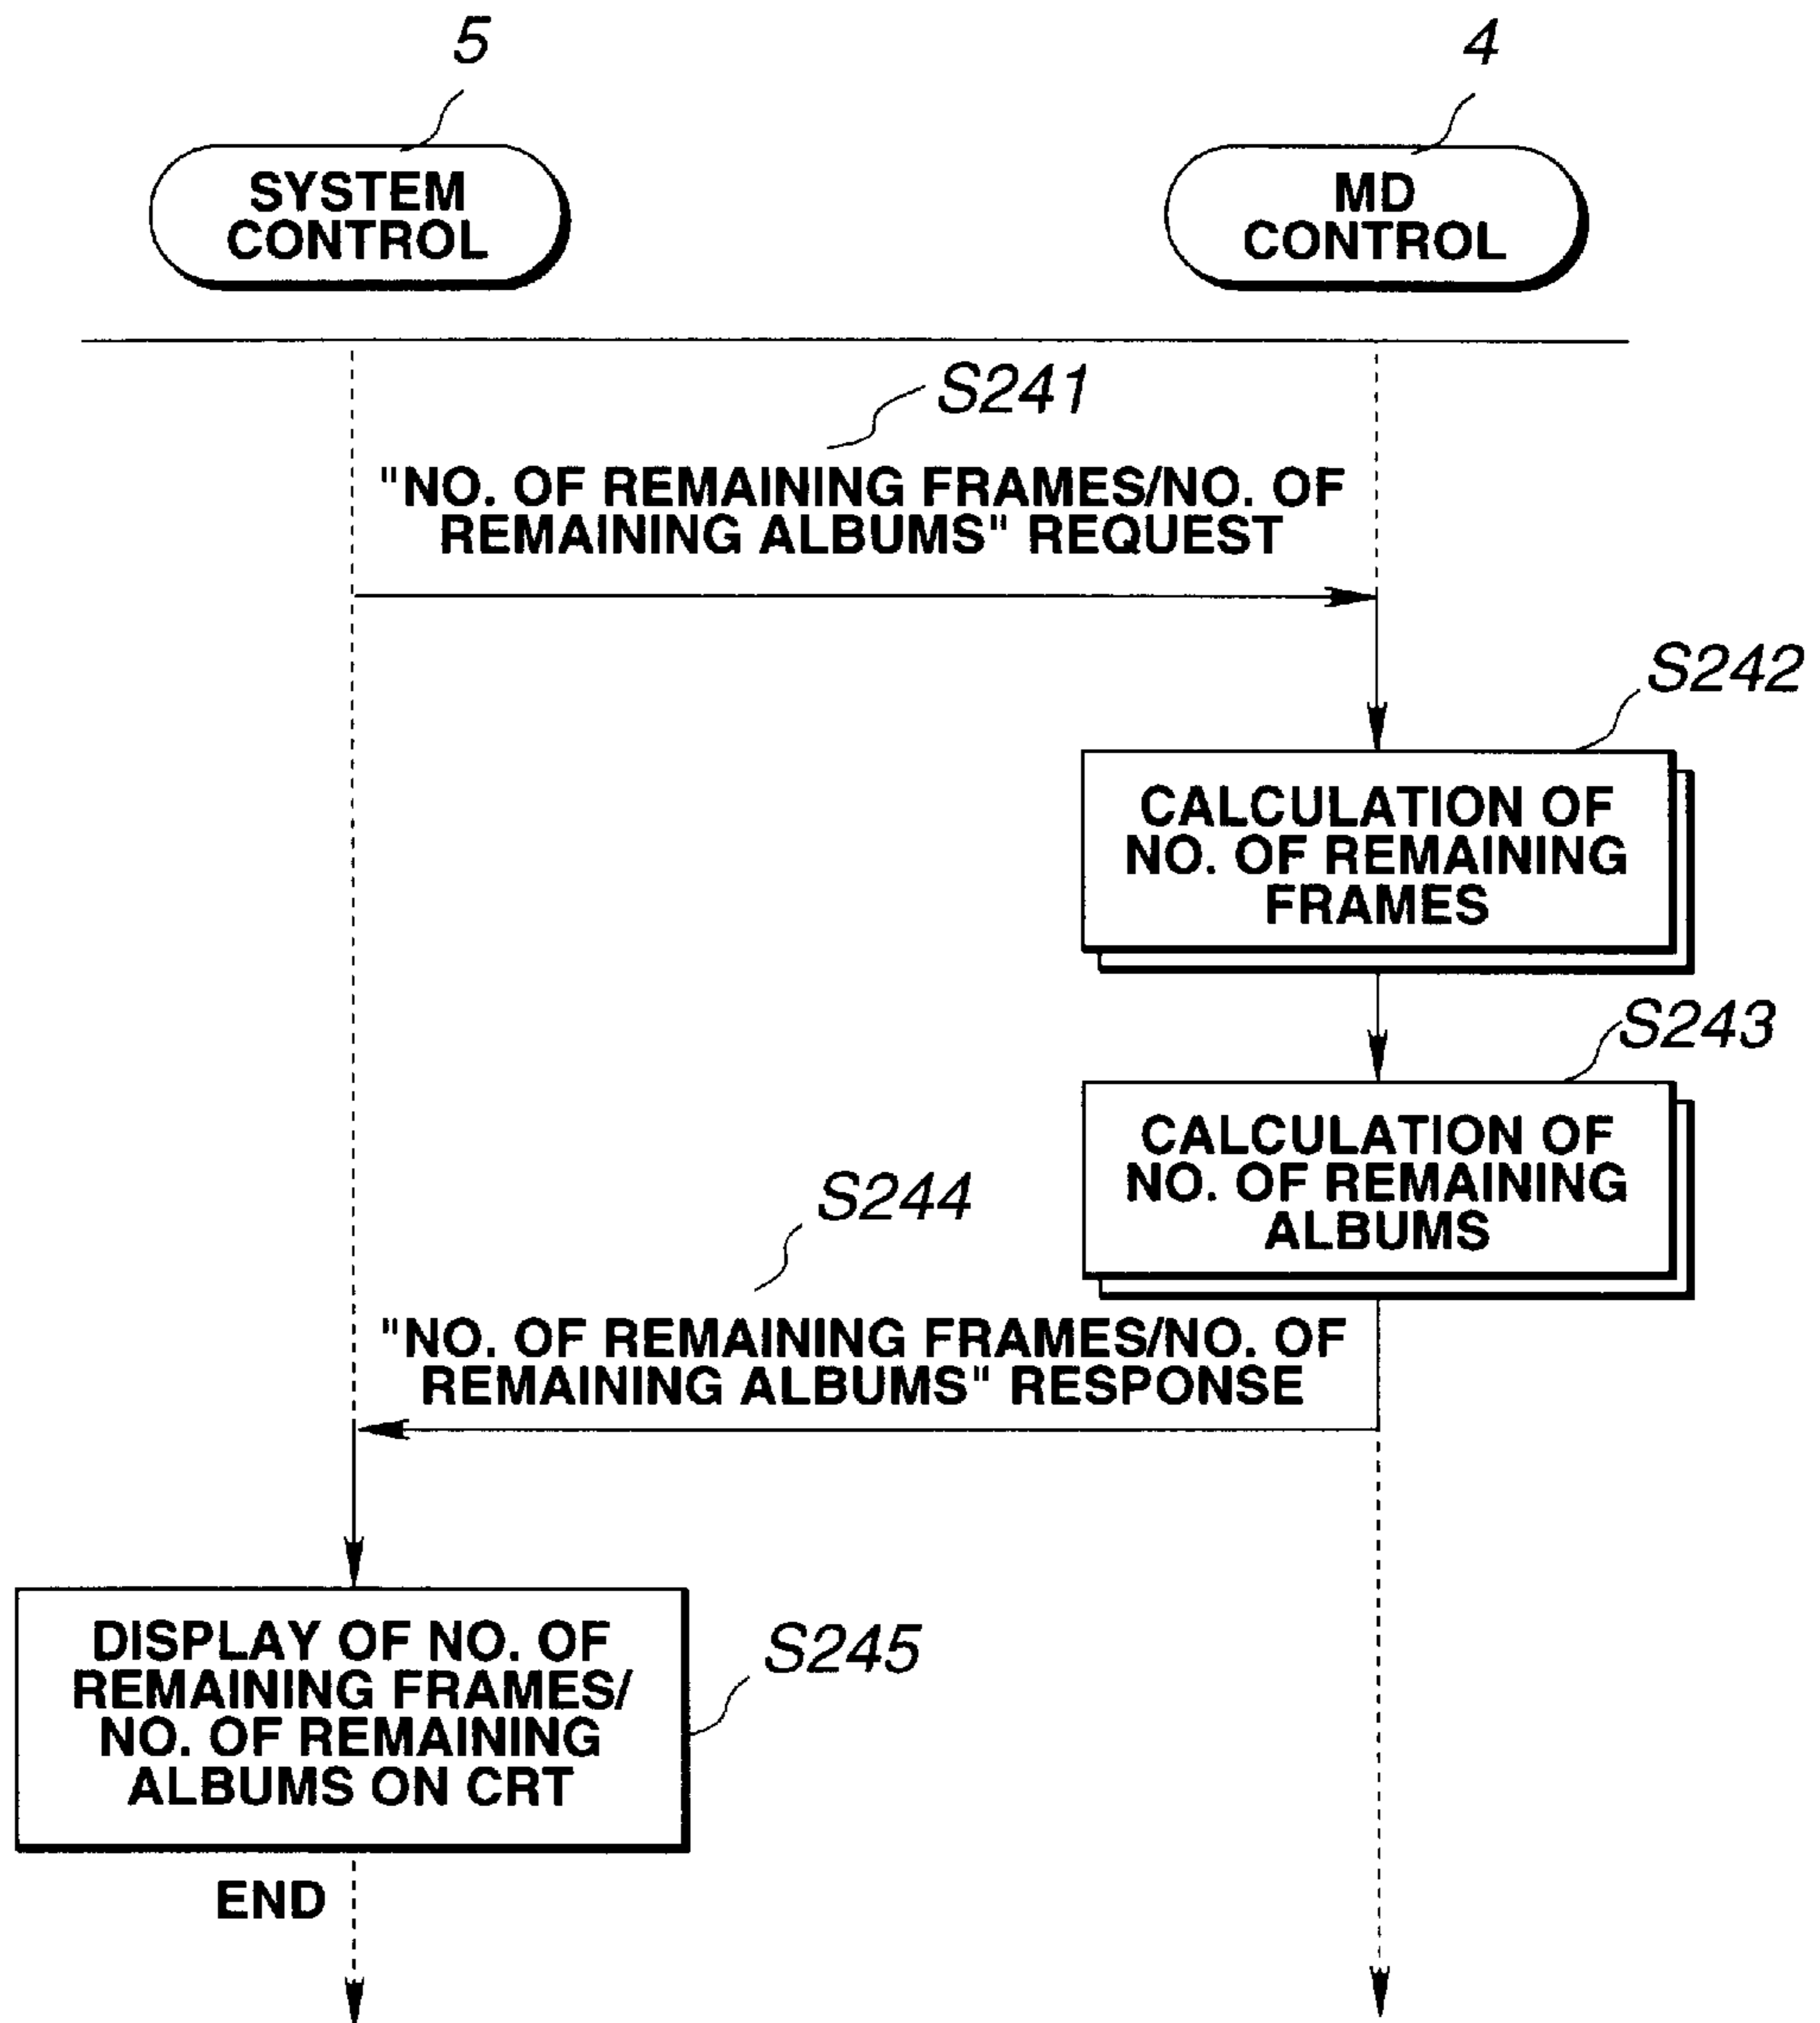 5
4
SYSTEM
CONTROL
MD
CONTROL
S241
"NO. OF REMAINING FRAMES/NO. OF
REMAINING ALBUMS" REQUEST
S242
CALCULATION OF
NO. OF REMAINING
FRAMES
S243
CALCULATION OF
NO. OF REMAINING
ALBUMS
S244
"NO. OF REMAINING FRAMES/NO. OF
REMAINING ALBUMS" RESPONSE
DISPLAY OF NO. OF
REMAINING FRAMES/
NO. OF REMAINING
ALBUMS ON CRT
S245
END